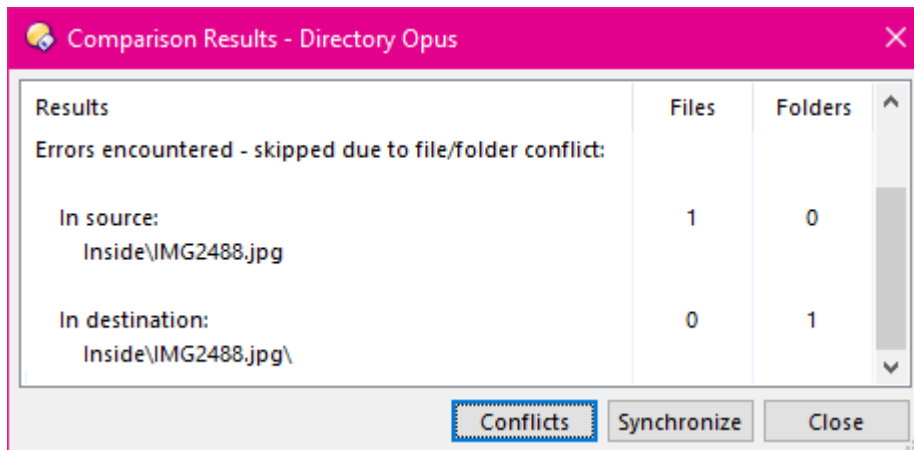 Comparison Results - Directory Opus
Results Files Folders
Errors encountered - skipped due to file/folder conflict:
In source: 1 0
Inside\IMG2488.jpg
In destination: 0 1
Inside\IMG2488.jpg\
Conflicts Synchronize Close